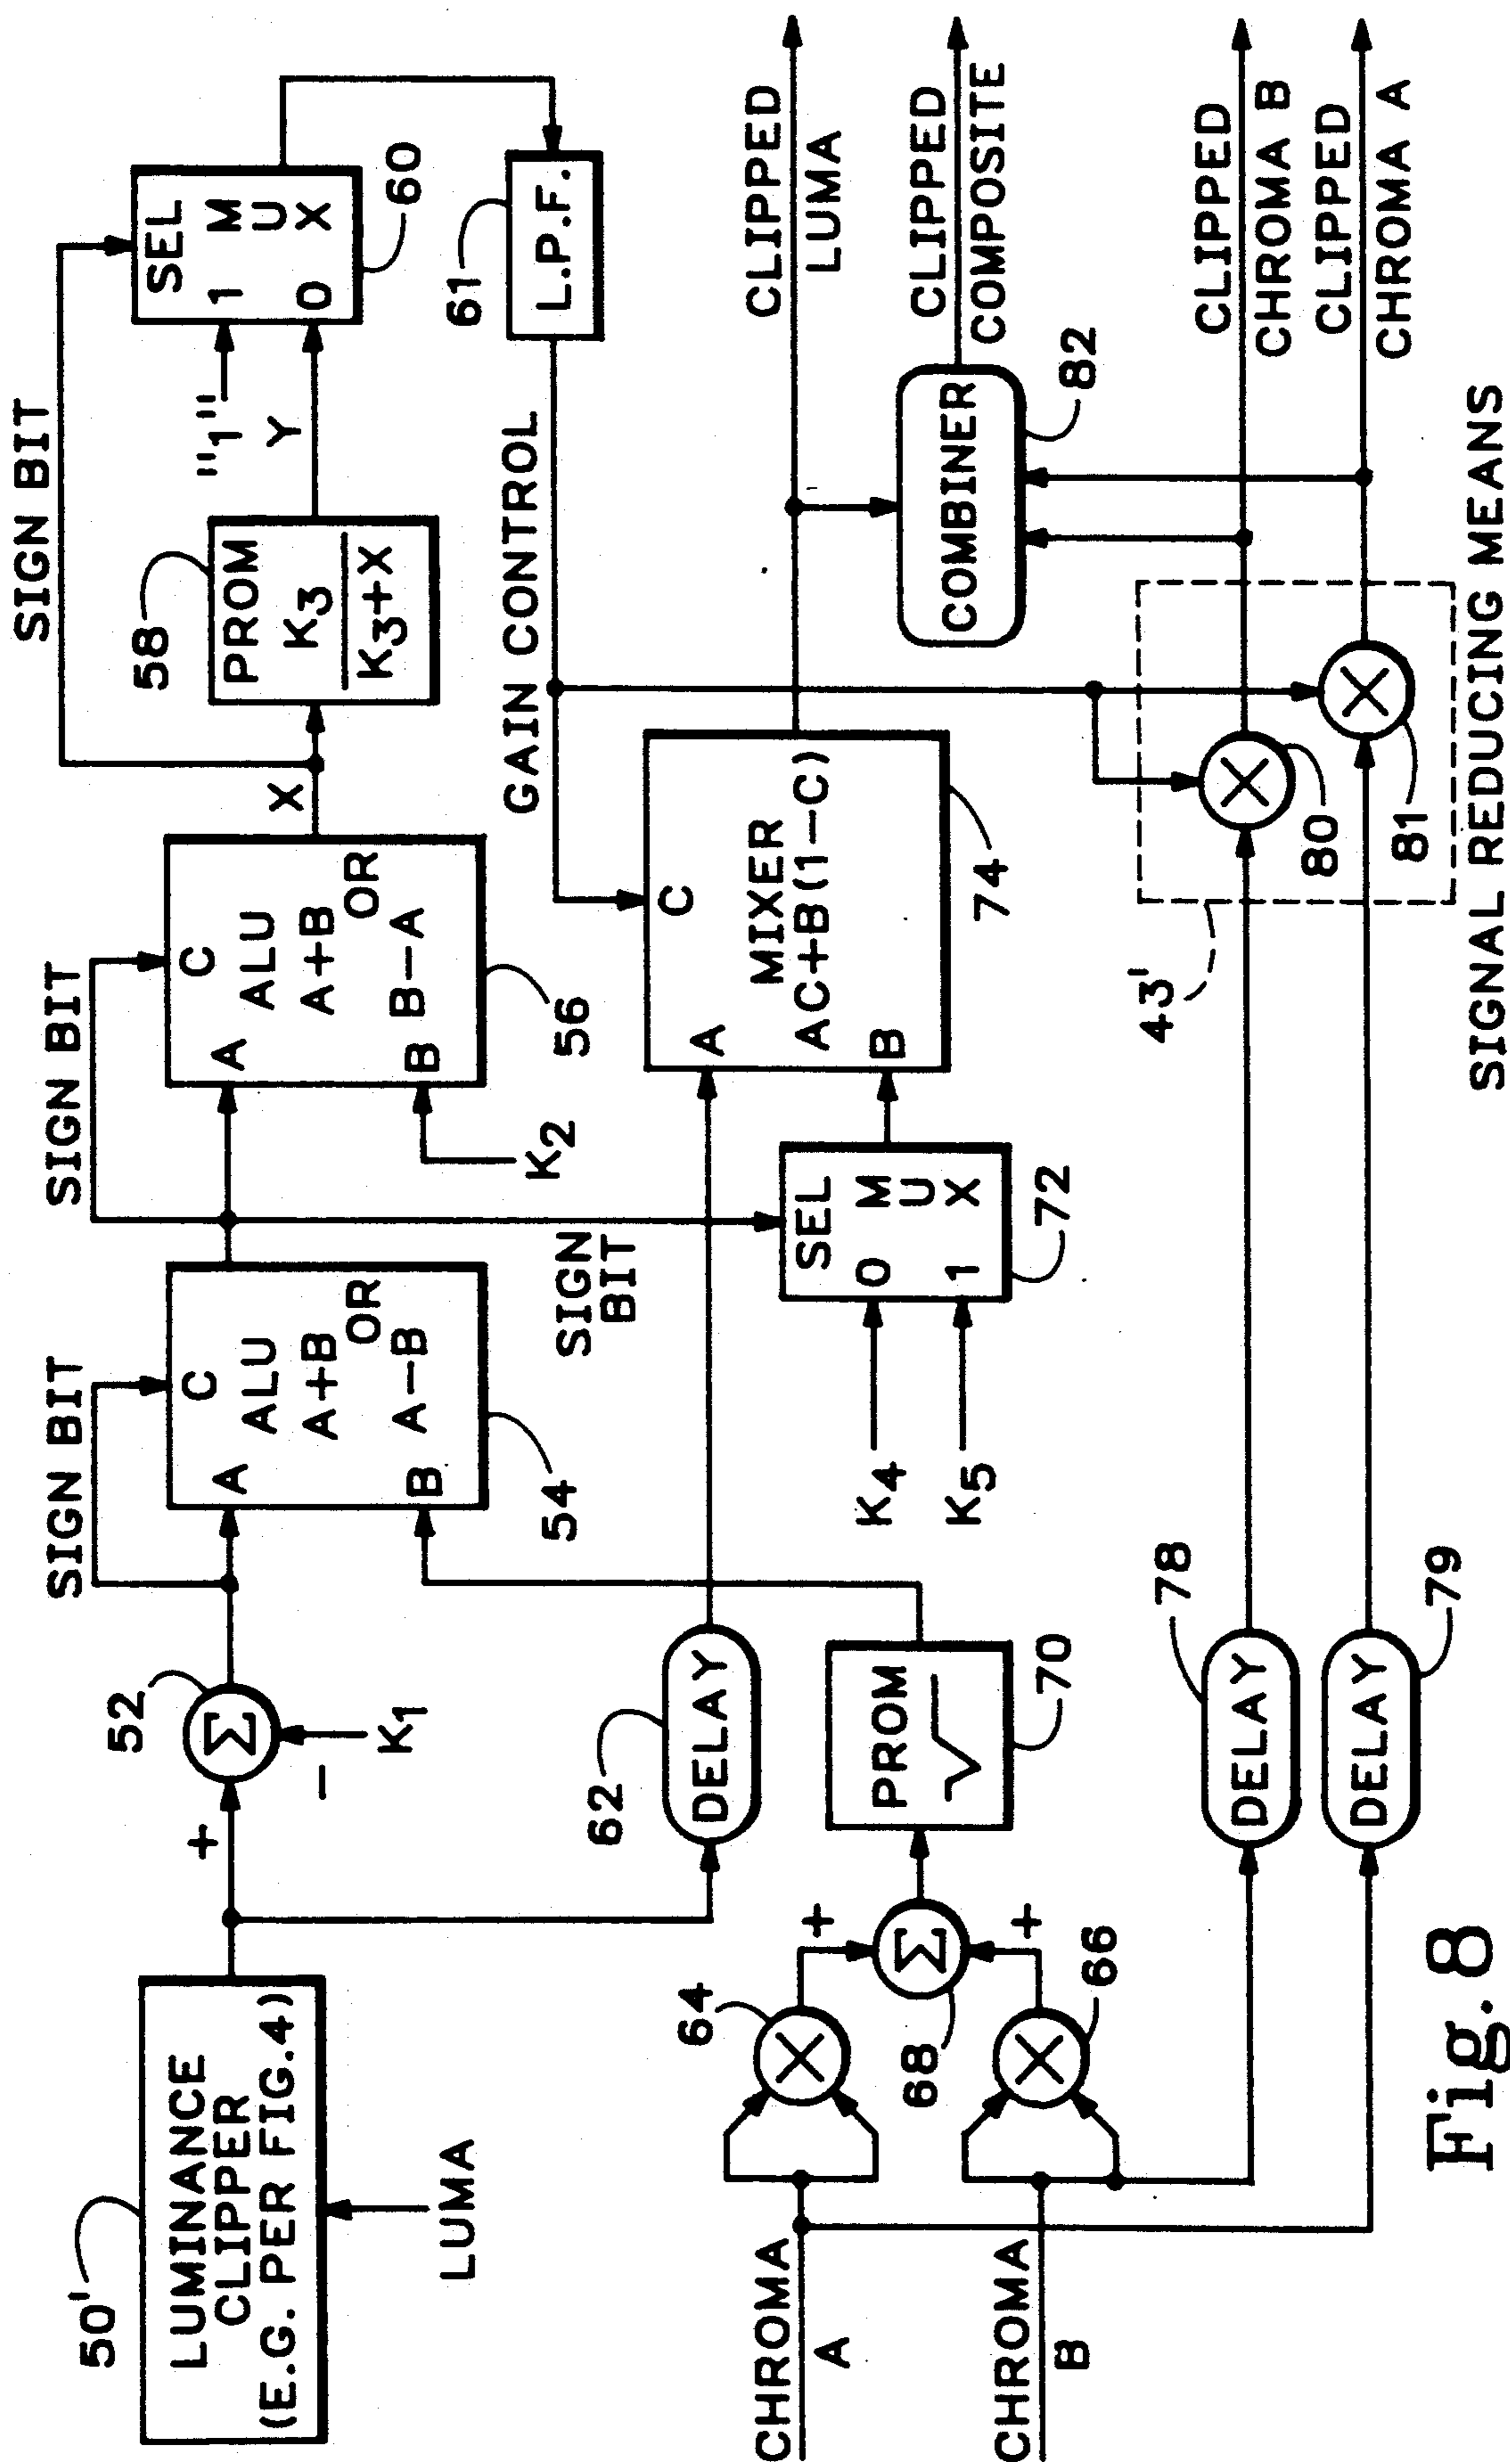 50'
LUMINANCE
CLIPPER
(E.G. PER FIG.4)
LUMA
+
52
Σ
−
K1
SIGN BIT
A
C
ALU
A+B
OR
A−B
B
54
SIGN BIT
A
C
ALU
A+B
OR
B−A
B
56
K2
X
SIGN BIT
58
PROM
K3
K3+X
"1"
Y
SEL
1
0
MUX
60
61
L.P.F.
GAIN CONTROL
62
DELAY
SIGN
BIT
K4
K5
SEL
0
1
MUX
72
A
C
MIXER
AC+B(1−C)
B
74
CLIPPED
LUMA
CLIPPED
COMPOSITE
COMBINER
82
CHROMA
A
CHROMA
B
64
X
66
X
+
+
68
Σ
PROM
70
78
DELAY
DELAY
79
43'
X
80
X
81
CLIPPED
CHROMA B
CLIPPED
CHROMA A
SIGNAL REDUCING MEANS
Fig. 8